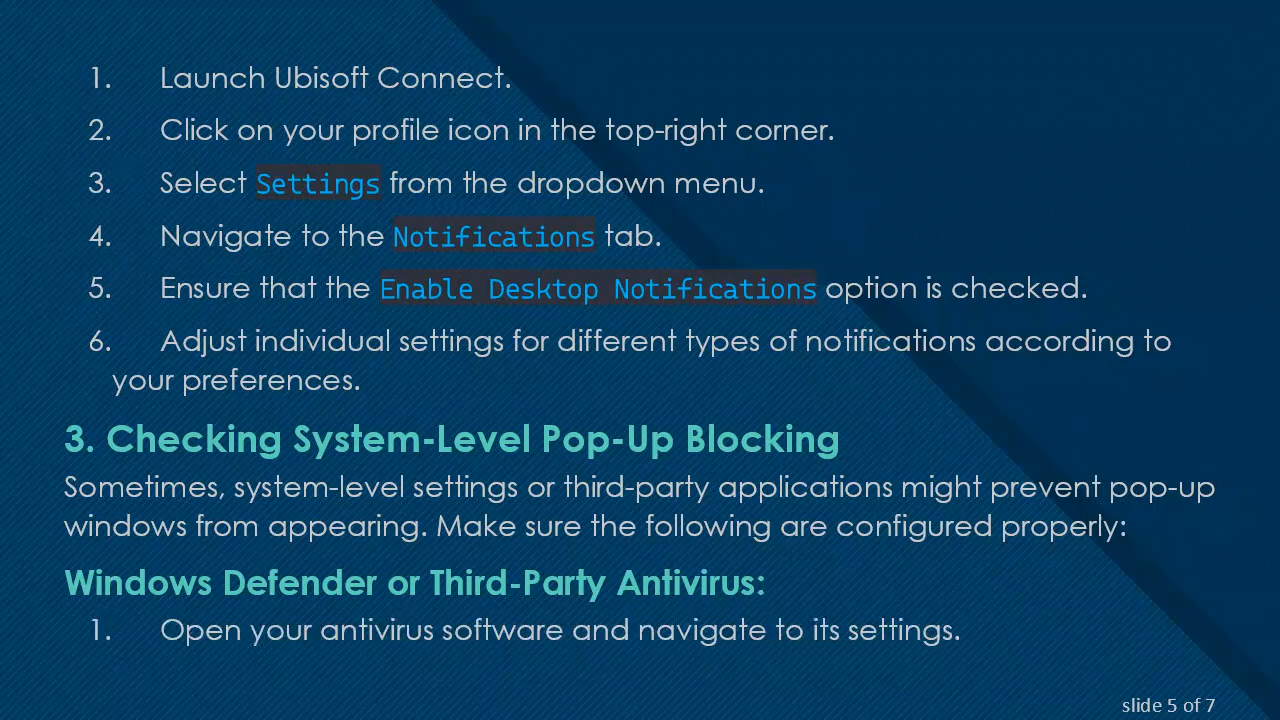 1. Launch Ubisoft Connect.
2. Click on your profile icon in the top-right corner.
3. Select Settings from the dropdown menu.
4. Navigate to the Notifications tab.
5. Ensure that the Enable Desktop Notifications option is checked.
6. Adjust individual settings for different types of notifications according to
your preferences.
3. Checking System-Level Pop-Up Blocking
Sometimes, system-level settings or third-party applications might prevent pop-up
windows from appearing. Make sure the following are configured properly:
Windows Defender or Third-Party Antivirus:
1. Open your antivirus software and navigate to its settings.
slide 5 of 7